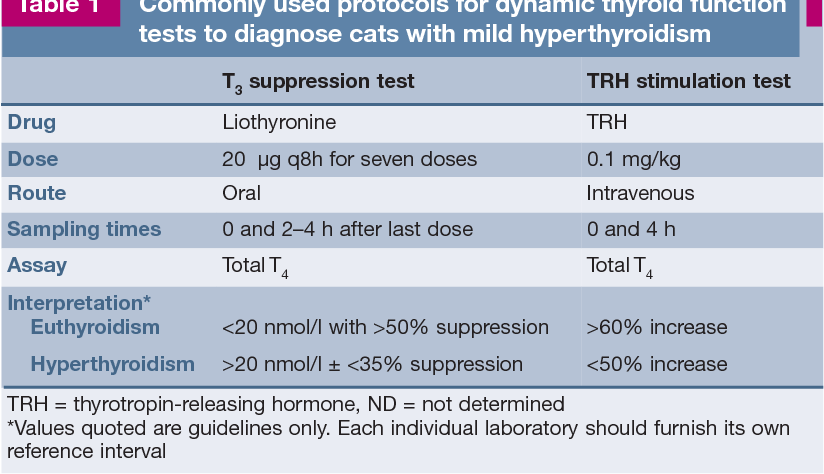 Table 1 Commonly used protocols for dynamic thyroid function
tests to diagnose cats with mild hyperthyroidism
T3 suppression test TRH stimulation test
Drug Liothyronine TRH
Dose 20 μg q8h for seven doses 0.1 mg/kg
Route Oral Intravenous
Sampling times 0 and 2–4 h after last dose 0 and 4 h
Assay Total T4 Total T4
Interpretation*
Euthyroidism <20 nmol/l with >50% suppression >60% increase
Hyperthyroidism >20 nmol/l ± <35% suppression <50% increase
TRH = thyrotropin-releasing hormone, ND = not determined
*Values quoted are guidelines only. Each individual laboratory should furnish its own
reference interval